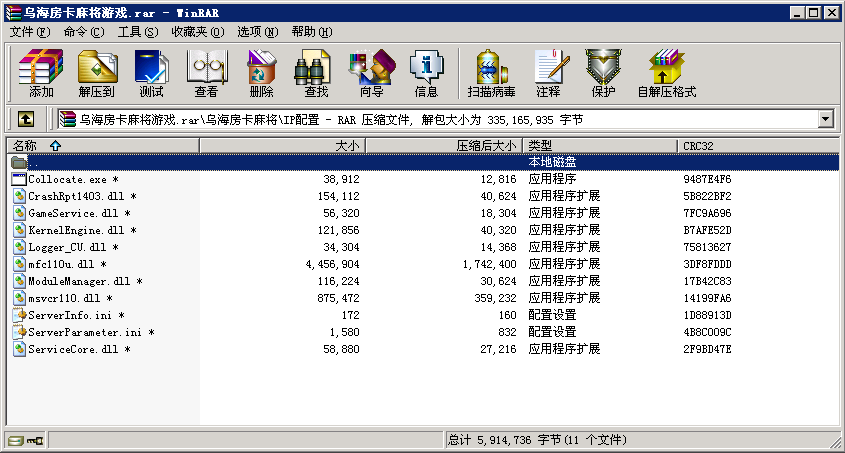 乌海房卡麻将游戏.rar - WinRAR
文件(F) 命令(C) 工具(S) 收藏夹(O) 选项(N) 帮助(H)
添加 解压到 测试 查看 删除 查找 向导 信息 扫描病毒 注释 保护 自解压格式
乌海房卡麻将游戏.rar\乌海房卡麻将\IP配置 - RAR 压缩文件, 解包大小为 335,165,935 字节
名称 大小 压缩后大小 类型 CRC32
.. 本地磁盘
Collocate.exe * 38,912 12,816 应用程序 9487E4F6
CrashRpt1403.dll * 154,112 40,624 应用程序扩展 5B822BF2
GameService.dll * 56,320 18,304 应用程序扩展 7FC9A696
KernelEngine.dll * 121,856 40,320 应用程序扩展 B7AFE52D
Logger_CU.dll * 34,304 14,368 应用程序扩展 75813627
mfc110u.dll * 4,456,904 1,742,400 应用程序扩展 3DF8FDDD
ModuleManager.dll * 116,224 30,624 应用程序扩展 17B42C83
msvcr110.dll * 875,472 359,232 应用程序扩展 14199FA6
ServerInfo.ini * 172 160 配置设置 1D88913D
ServerParameter.ini * 1,580 832 配置设置 4B8C009C
ServiceCore.dll * 58,880 27,216 应用程序扩展 2F9BD47E
总计 5,914,736 字节(11 个文件)